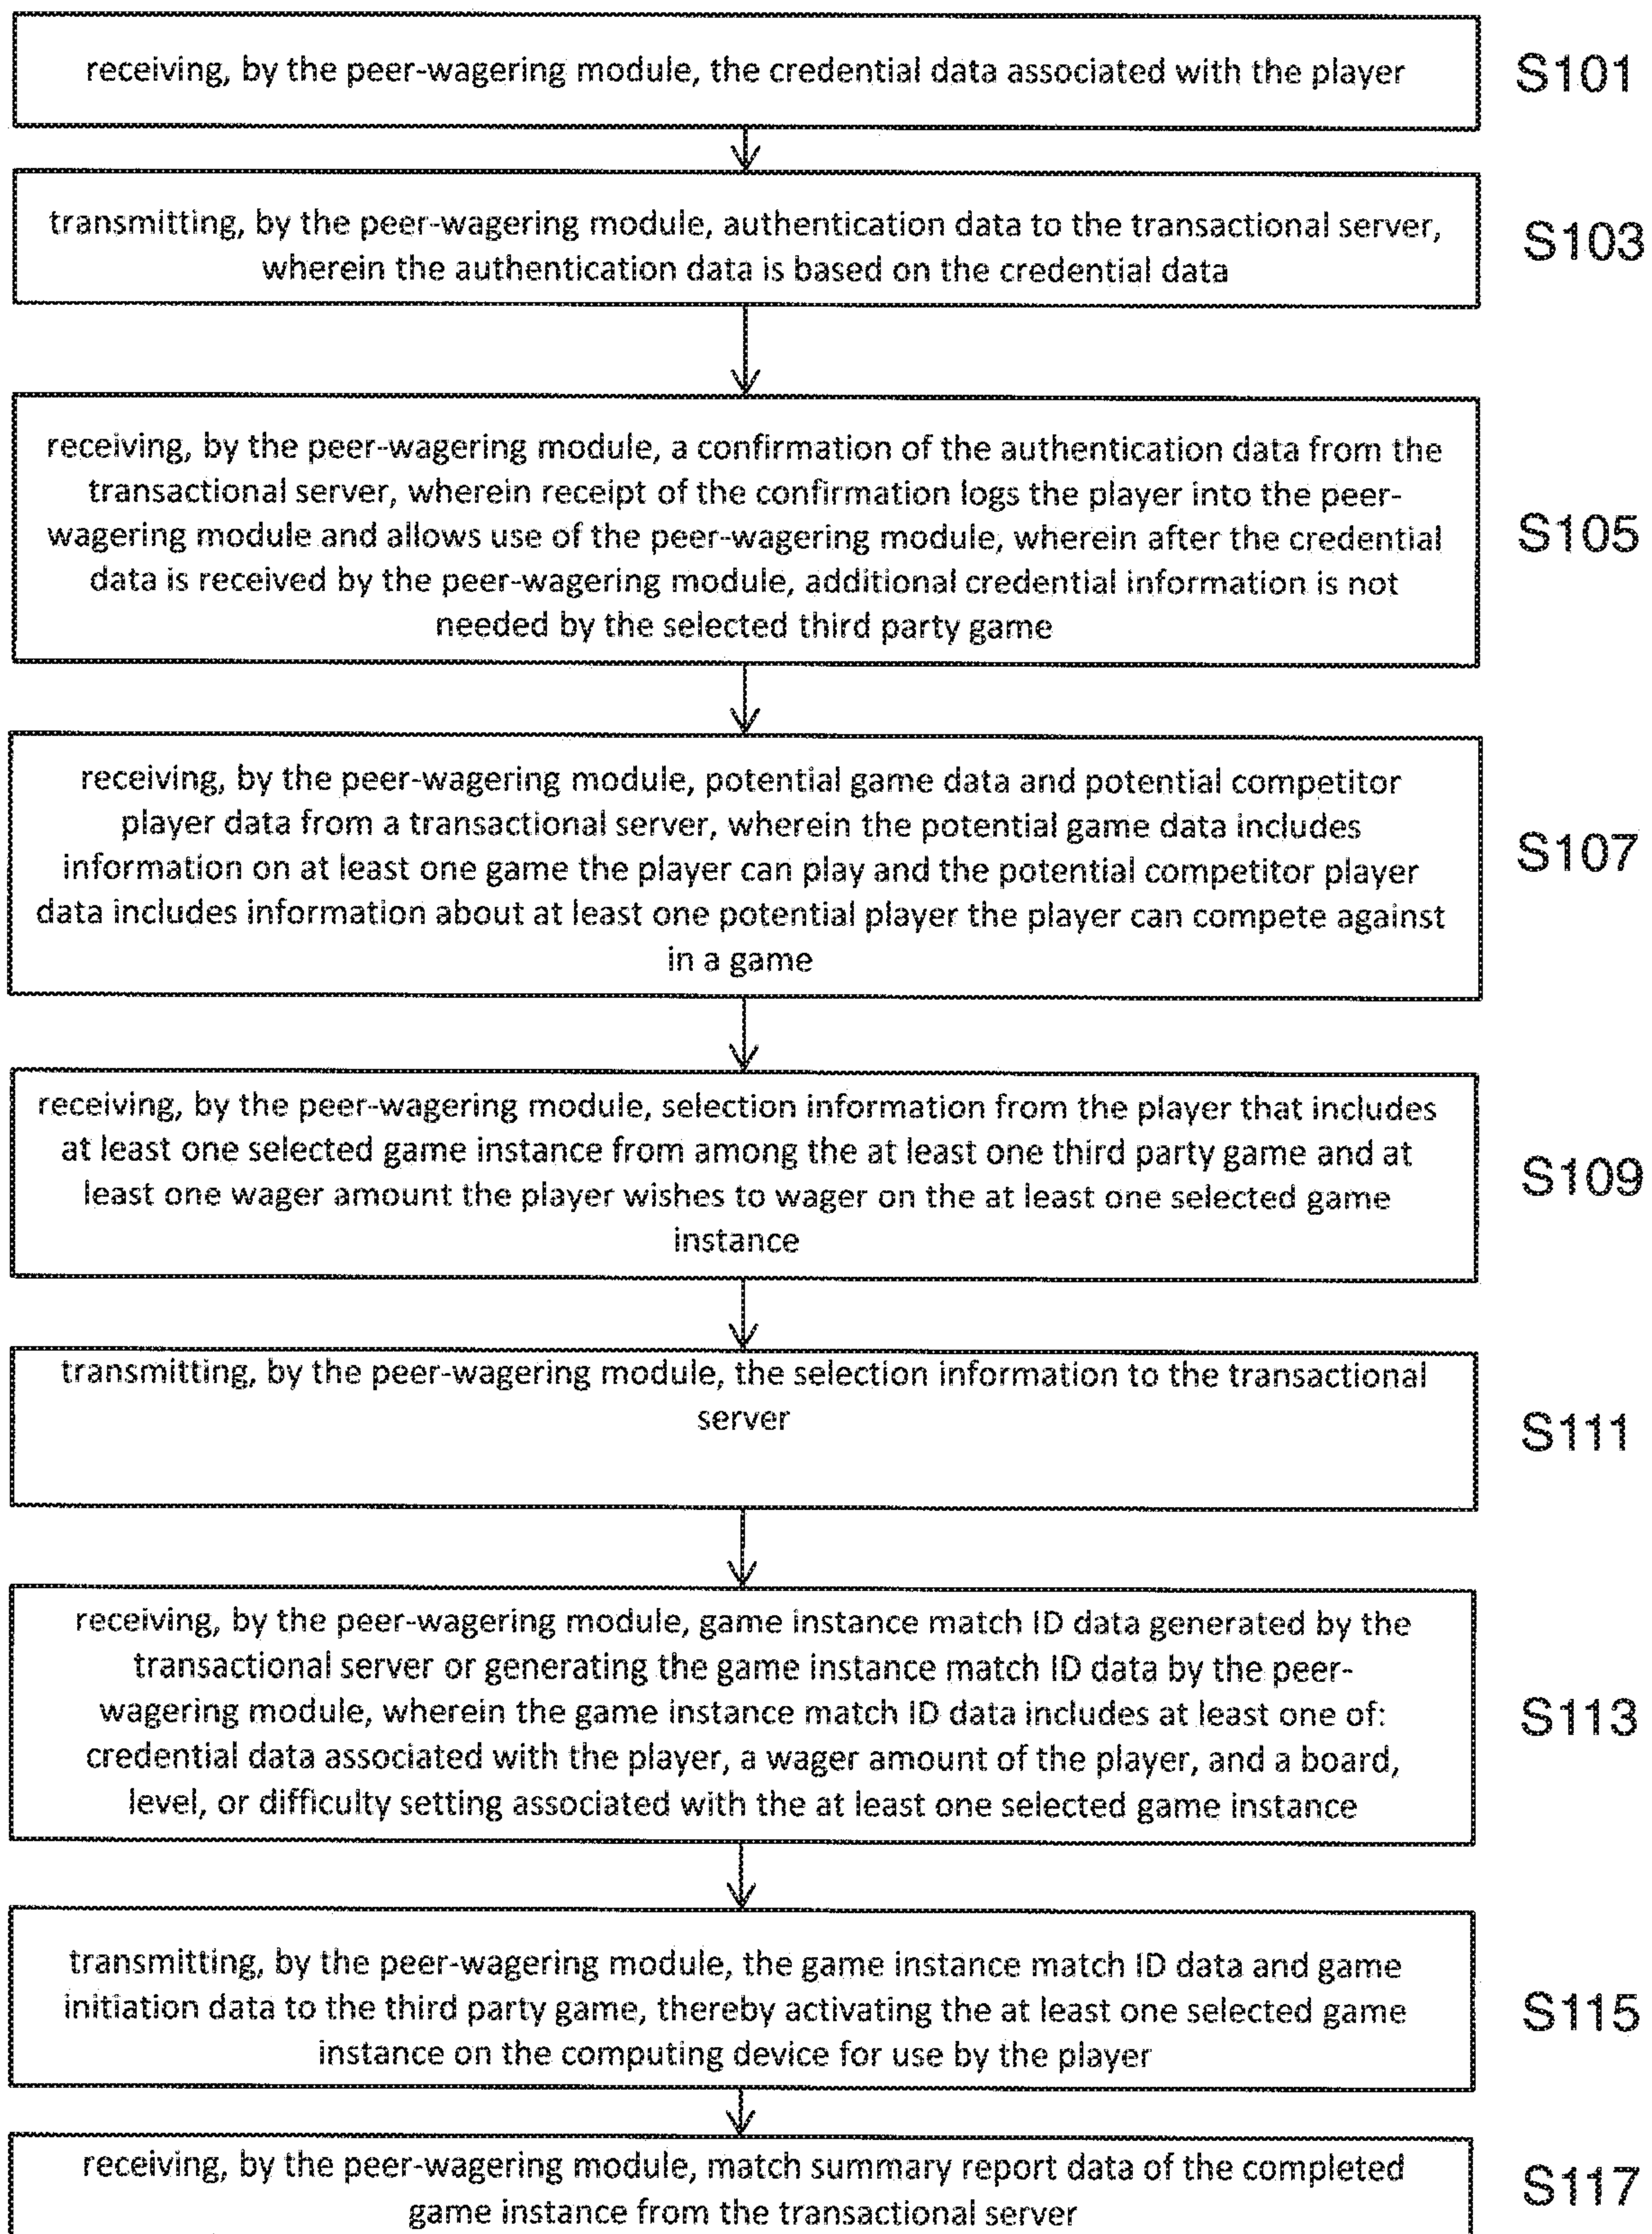 receiving, by the peer-wagering module, the credential data associated with the player
S101
transmitting, by the peer-wagering module, authentication data to the transactional server,
wherein the authentication data is based on the credential data
S103
receiving, by the peer-wagering module, a confirmation of the authentication data from the
transactional server, wherein receipt of the confirmation logs the player into the peer-
wagering module and allows use of the peer-wagering module, wherein after the credential
data is received by the peer-wagering module, additional credential information is not
needed by the selected third party game
S105
receiving, by the peer-wagering module, potential game data and potential competitor
player data from a transactional server, wherein the potential game data includes
information on at least one game the player can play and the potential competitor player
data includes information about at least one potential player the player can compete against
in a game
S107
receiving, by the peer-wagering module, selection information from the player that includes
at least one selected game instance from among the at least one third party game and at
least one wager amount the player wishes to wager on the at least one selected game
instance
S109
transmitting, by the peer-wagering module, the selection information to the transactional
server
S111
receiving, by the peer-wagering module, game instance match ID data generated by the
transactional server or generating the game instance match ID data by the peer-
wagering module, wherein the game instance match ID data includes at least one of:
credential data associated with the player, a wager amount of the player, and a board,
level, or difficulty setting associated with the at least one selected game instance
S113
transmitting, by the peer-wagering module, the game instance match ID data and game
initiation data to the third party game, thereby activating the at least one selected game
instance on the computing device for use by the player
S115
receiving, by the peer-wagering module, match summary report data of the completed
game instance from the transactional server
S117